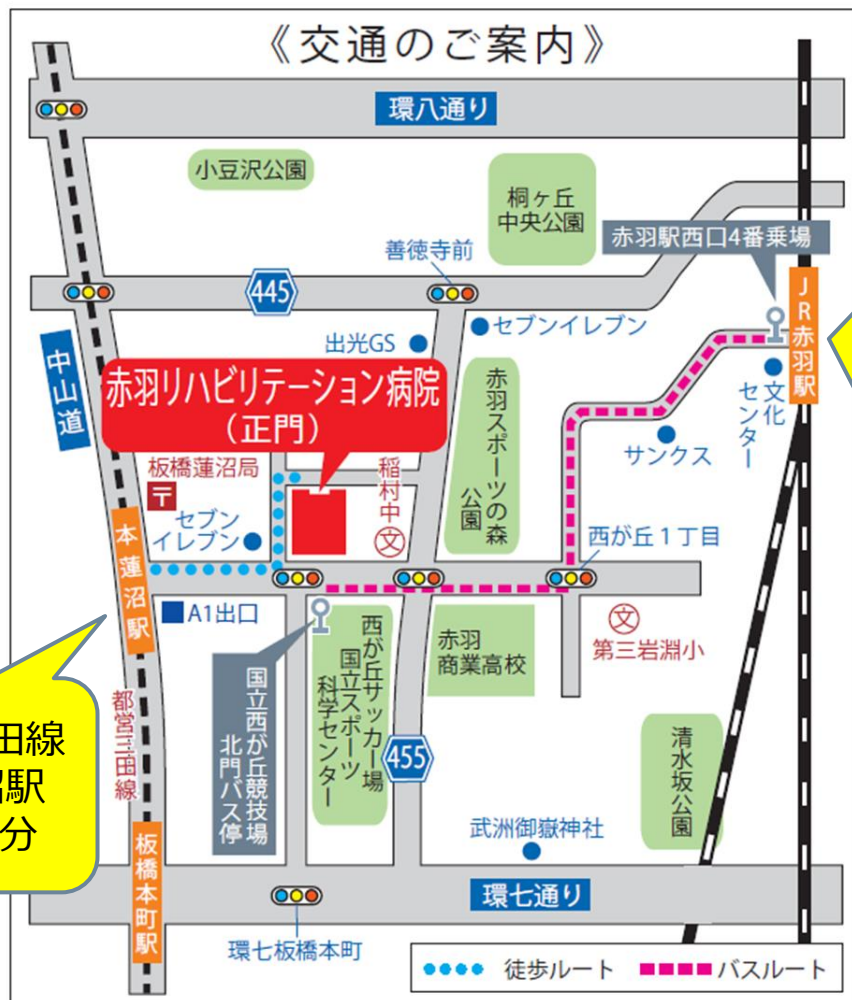 《交通のご案内》
環八通り
小豆沢公園
桐ヶ丘
中央公園
赤羽駅西口4番乗場
善徳寺前
445
セブンイレブン
出光GS
JR赤羽駅
中山道
赤羽リハビリテーション病院
（正門）
赤羽スポーツの森
公園
文化
センター
サンクス
板橋蓮沼局
〒
稲村中
文
セブン
イレブン
西が丘1丁目
本蓮沼駅
A1出口
文
第三岩淵小
赤羽
商業高校
西が丘サッカー場
国立スポーツ
科学センター
国立西が丘競技場
北門バス停
455
都営三田線
田線
駅
分
清水坂公園
武洲御嶽神社
板橋本町駅
環七通り
環七板橋本町
徒歩ルート
バスルート